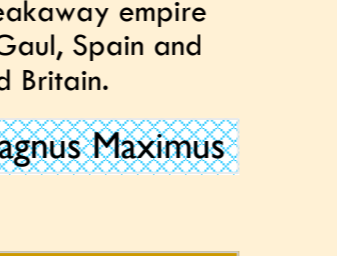 eakaway empire
Gaul, Spain and
d Britain.
agnus Maximus